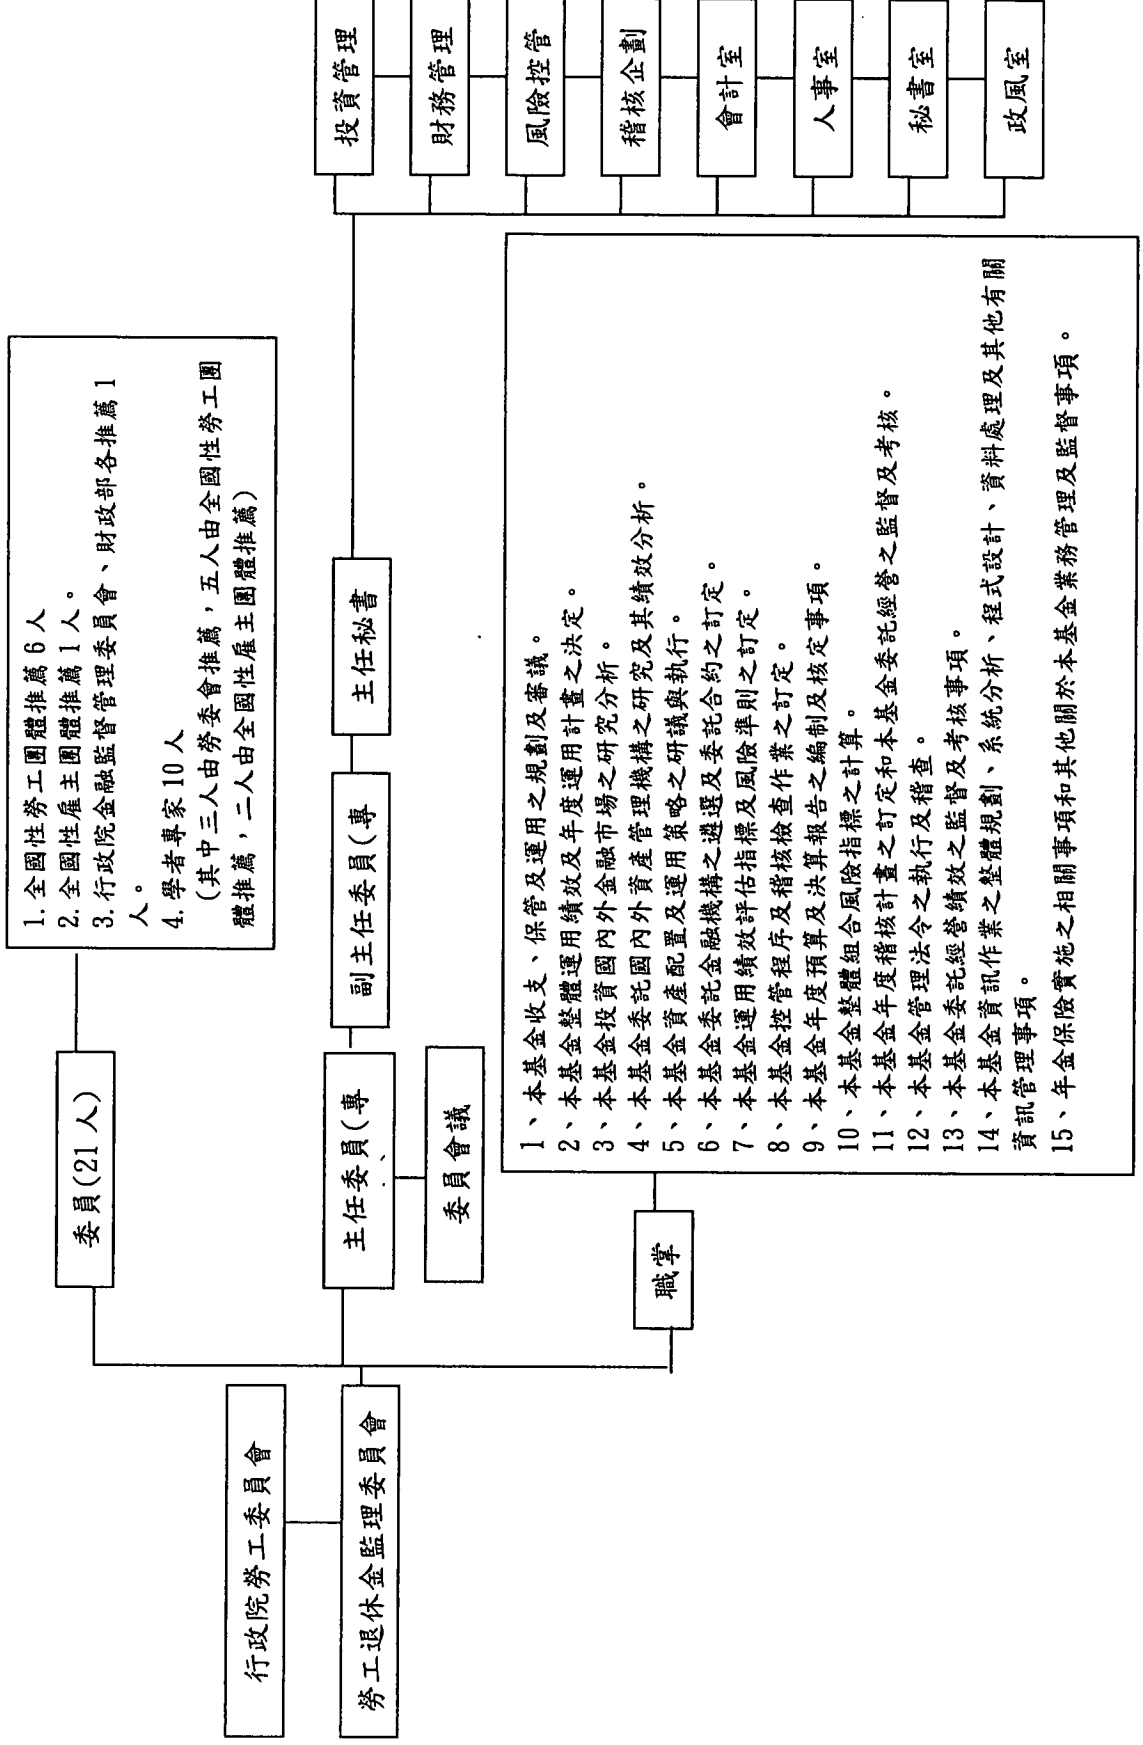 行政院勞工委員會
勞工退休金監理委員會
委員(21 人)
1. 全國性勞工團體推薦 6 人
2. 全國性雇主團體推薦 1 人。
3. 行政院金融監督管理委員會、財政部各推薦 1
人。
4. 學者專家 10 人
(其中三人由勞委會推薦，五人由全國性勞工團
體推薦，二人由全國性雇主團體推薦)
主任委員(專
副主任委員(專
主任秘書
委員會議
投資管理
財務管理
風險控管
稽核企劃
會計室
人事室
秘書室
政風室
職掌
1、本基金收支、保管及運用之規劃及審議。
2、本基金整體運用績效及年度運用計畫之決定。
3、本基金投資國內外金融市場之研究分析。
4、本基金委託國內外資產管理機構之研究及其績效分析。
5、本基金資產配置及運用策略之研議與執行。
6、本基金委託金融機構之遴選及委託合約之訂定。
7、本基金運用績效評估指標及風險準則之訂定。
8、本基金控管程序及稽核檢查作業之訂定。
9、本基金年度預算及決算報告之編制及核定事項。
10、本基金整體組合風險指標之計算。
11、本基金年度稽核計畫之訂定和本基金委託經營之監督及考核。
12、本基金管理法令之執行及稽查。
13、本基金委託經營績效之監督及考核事項。
14、本基金資訊作業之整體規劃、系統分析、程式設計、資料處理及其他有關
資訊管理事項。
15、年金保險實施之相關事項和其他關於本基金業務管理及監督事項。